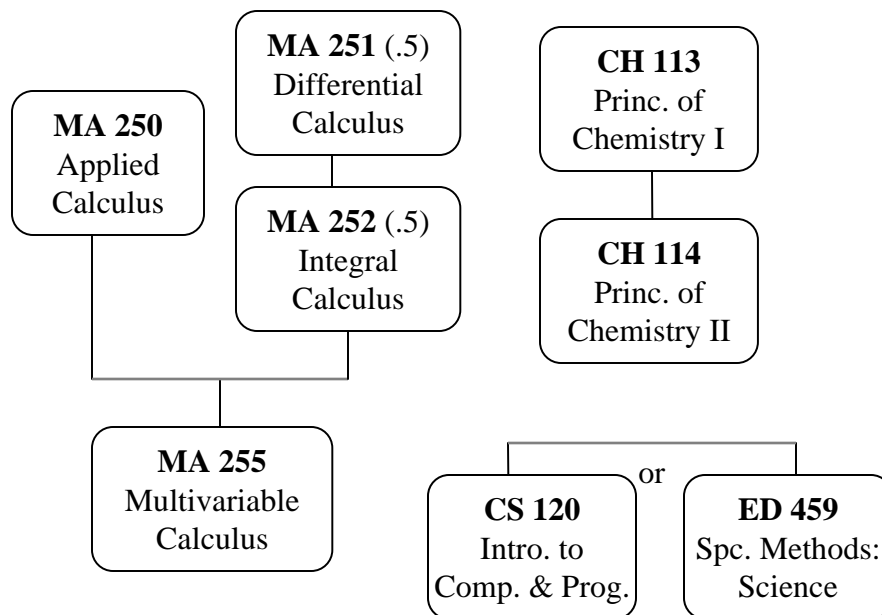 MA 251 (.5)
Differential
Calculus
CH 113
Princ. of
Chemistry I
MA 250
Applied
Calculus
MA 252 (.5)
Integral
Calculus
CH 114
Princ. of
Chemistry II
MA 255
Multivariable
Calculus
or
CS 120
Intro. to
Comp. & Prog.
ED 459
Spc. Methods:
Science